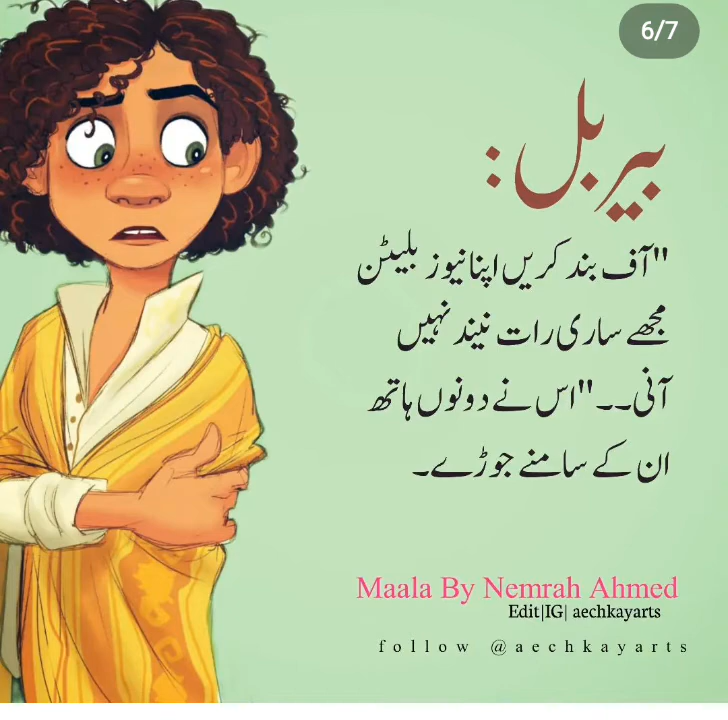 6/7
بیربل:
"آف بند کریں اپنا نیوز بلیٹن
مجھے ساری رات نیند نہیں
آنی۔۔" اس نے دونوں ہاتھ
ان کے سامنے جوڑے۔
Maala By Nemrah Ahmed
Edit|IG| aechkayarts
follow @aechkayarts